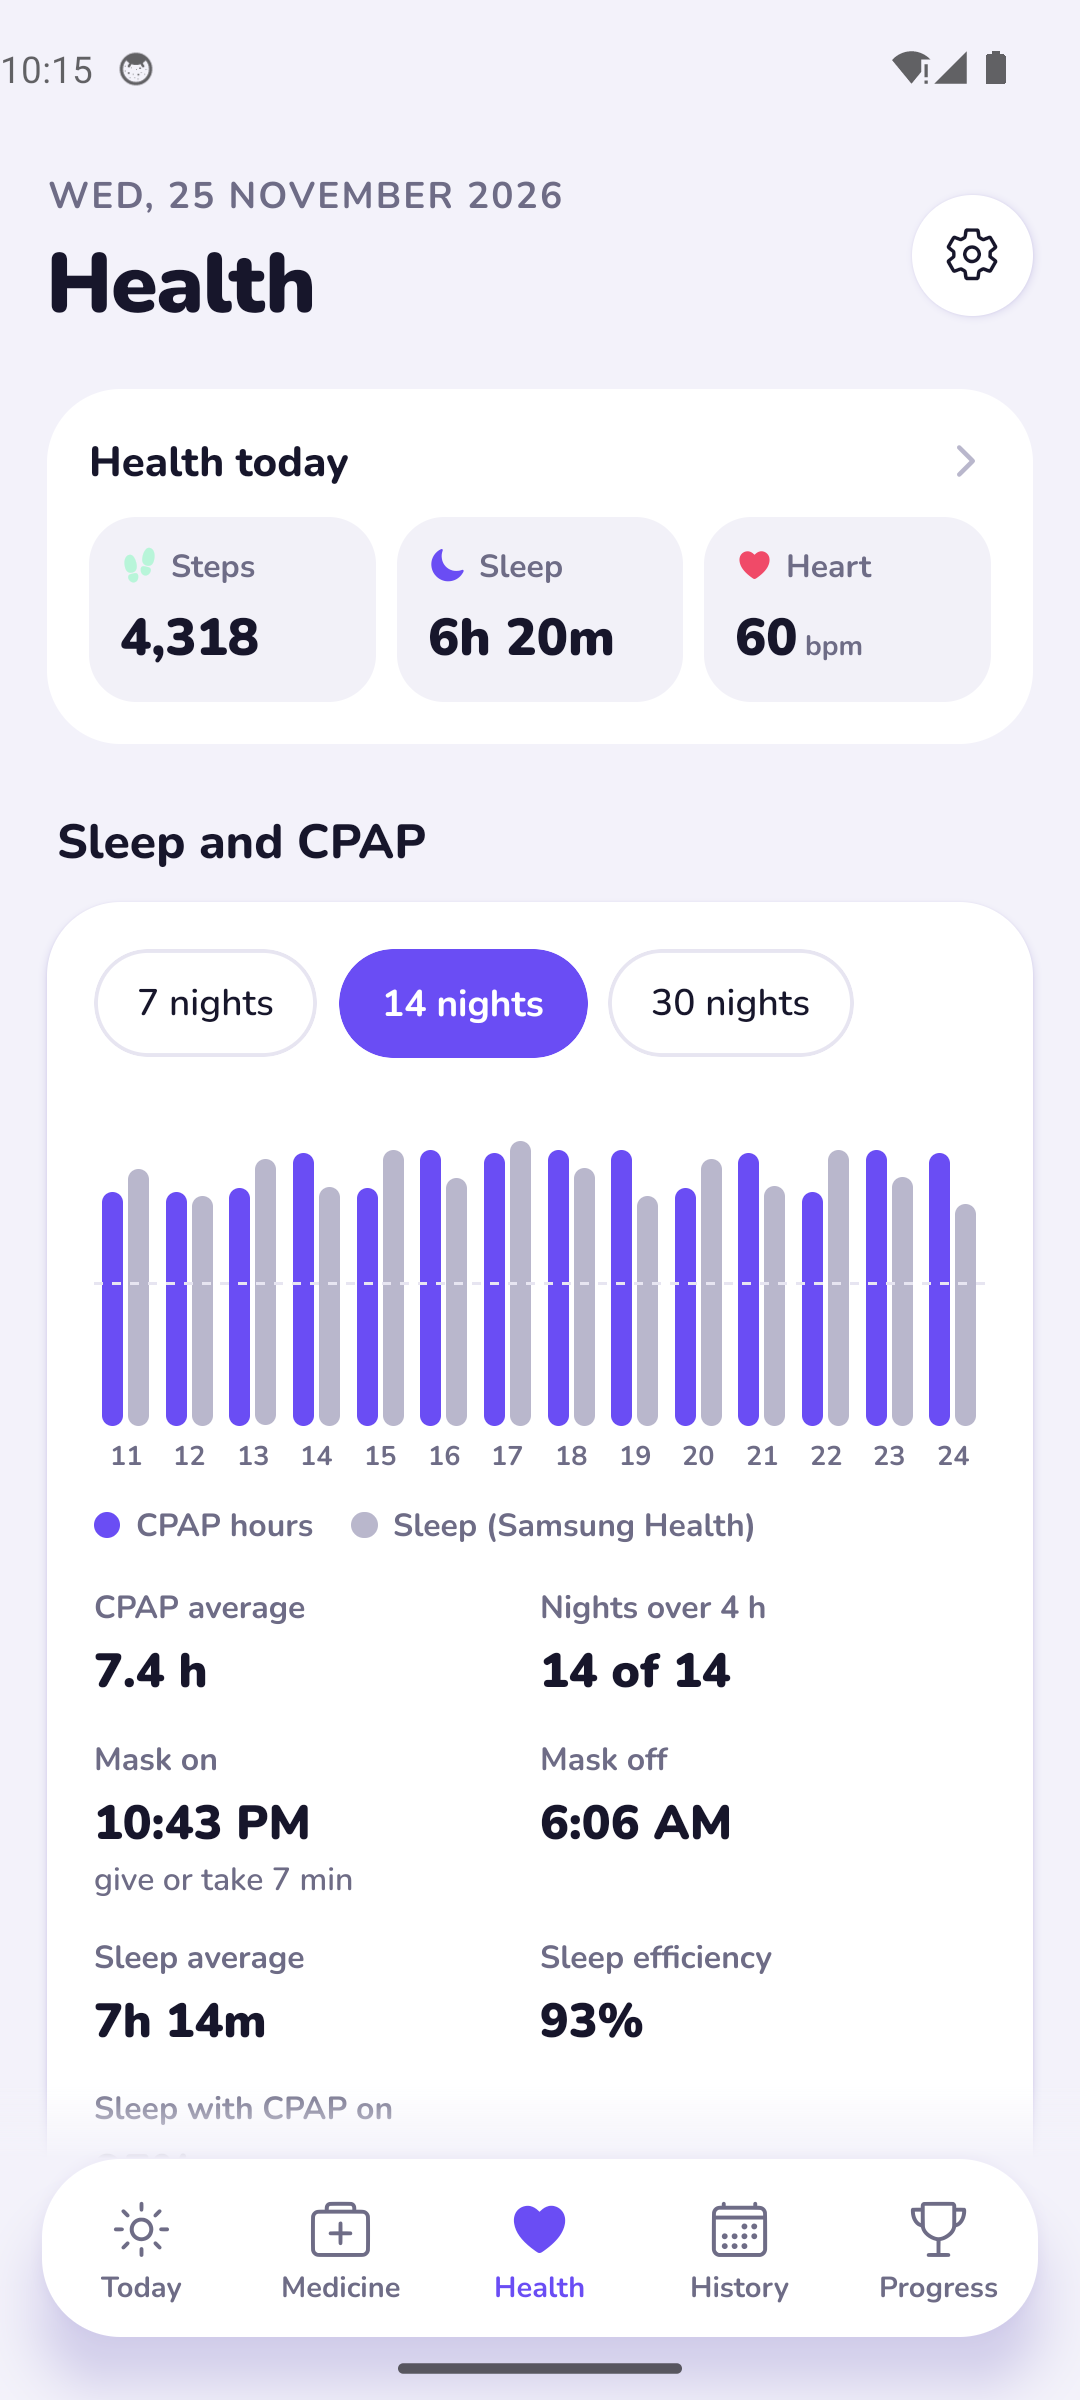 10:15
WED, 25 NOVEMBER 2026
Health
Health today
Steps
4,318
Sleep
6h 20m
Heart
60 bpm
Sleep and CPAP
7 nights
14 nights
30 nights
11 12 13 14 15 16 17 18 19 20 21 22 23 24
CPAP hours
Sleep (Samsung Health)
CPAP average
7.4 h
Nights over 4 h
14 of 14
Mask on
10:43 PM
give or take 7 min
Mask off
6:06 AM
Sleep average
7h 14m
Sleep efficiency
93%
Sleep with CPAP on
Today
Medicine
Health
History
Progress